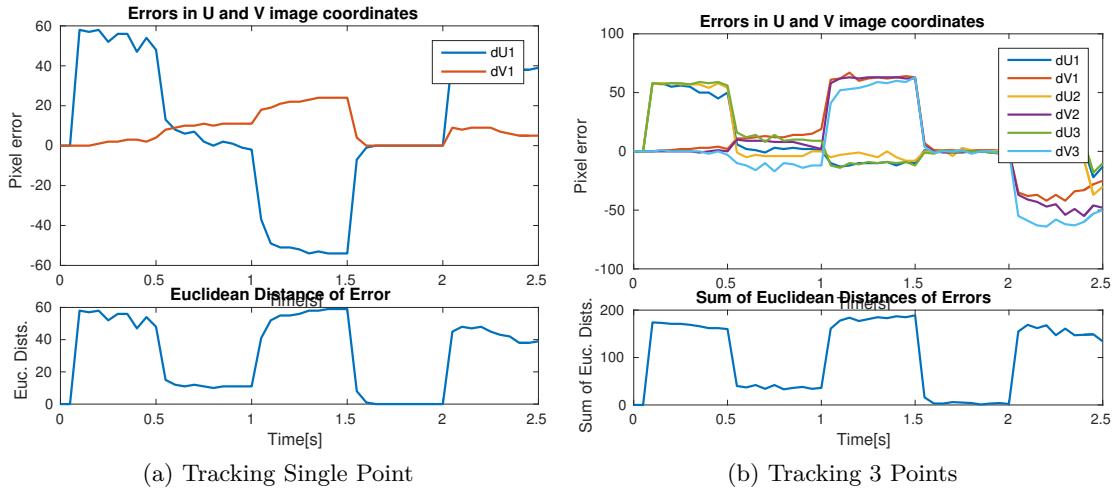 Errors in U and V image coordinates
60
40
20
0
-20
-40
-60
Pixel error
dU1
dV1
0
0.5
1
1.5
2
2.5
Time[s]
Euclidean Distance of Error
60
40
20
0
Euc. Dists.
0
0.5
1
1.5
2
2.5
Time[s]
(a) Tracking Single Point
Errors in U and V image coordinates
100
50
0
-50
-100
Pixel error
dU1
dV1
dU2
dV2
dU3
dV3
0
0.5
1
1.5
2
2.5
Time[s]
Sum of Euclidean Distances of Errors
200
100
0
Sum of Euc. Dists.
0
0.5
1
1.5
2
2.5
Time[s]
(b) Tracking 3 Points